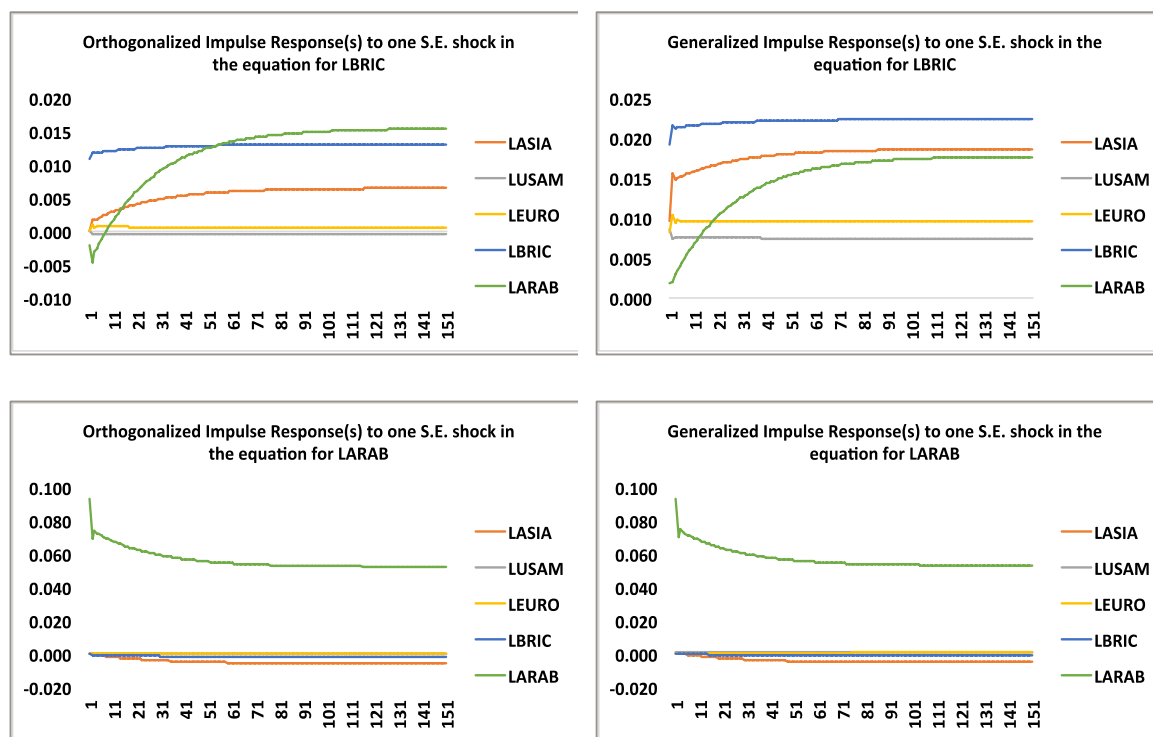 Orthogonalized Impulse Response(s) to one S.E. shock in
the equation for LBRIC
0.020
0.015
0.010
0.005
0.000
-0.005
-0.010
1 11 21 31 41 51 61 71 81 91 101 111 121 131 141 151
LASIA
LUSAM
LEURO
LBRIC
LARAB
Generalized Impulse Response(s) to one S.E. shock in the
equation for LBRIC
0.025
0.020
0.015
0.010
0.005
0.000
1 11 21 31 41 51 61 71 81 91 101 111 121 131 141 151
LASIA
LUSAM
LEURO
LBRIC
LARAB
Orthogonalized Impulse Response(s) to one S.E. shock in
the equation for LARAB
0.100
0.080
0.060
0.040
0.020
0.000
-0.020
1 11 21 31 41 51 61 71 81 91 101 111 121 131 141 151
LASIA
LUSAM
LEURO
LBRIC
LARAB
Generalized Impulse Response(s) to one S.E. shock in the
equation for LARAB
0.100
0.080
0.060
0.040
0.020
0.000
-0.020
1 11 21 31 41 51 61 71 81 91 101 111 121 131 141 151
LASIA
LUSAM
LEURO
LBRIC
LARAB